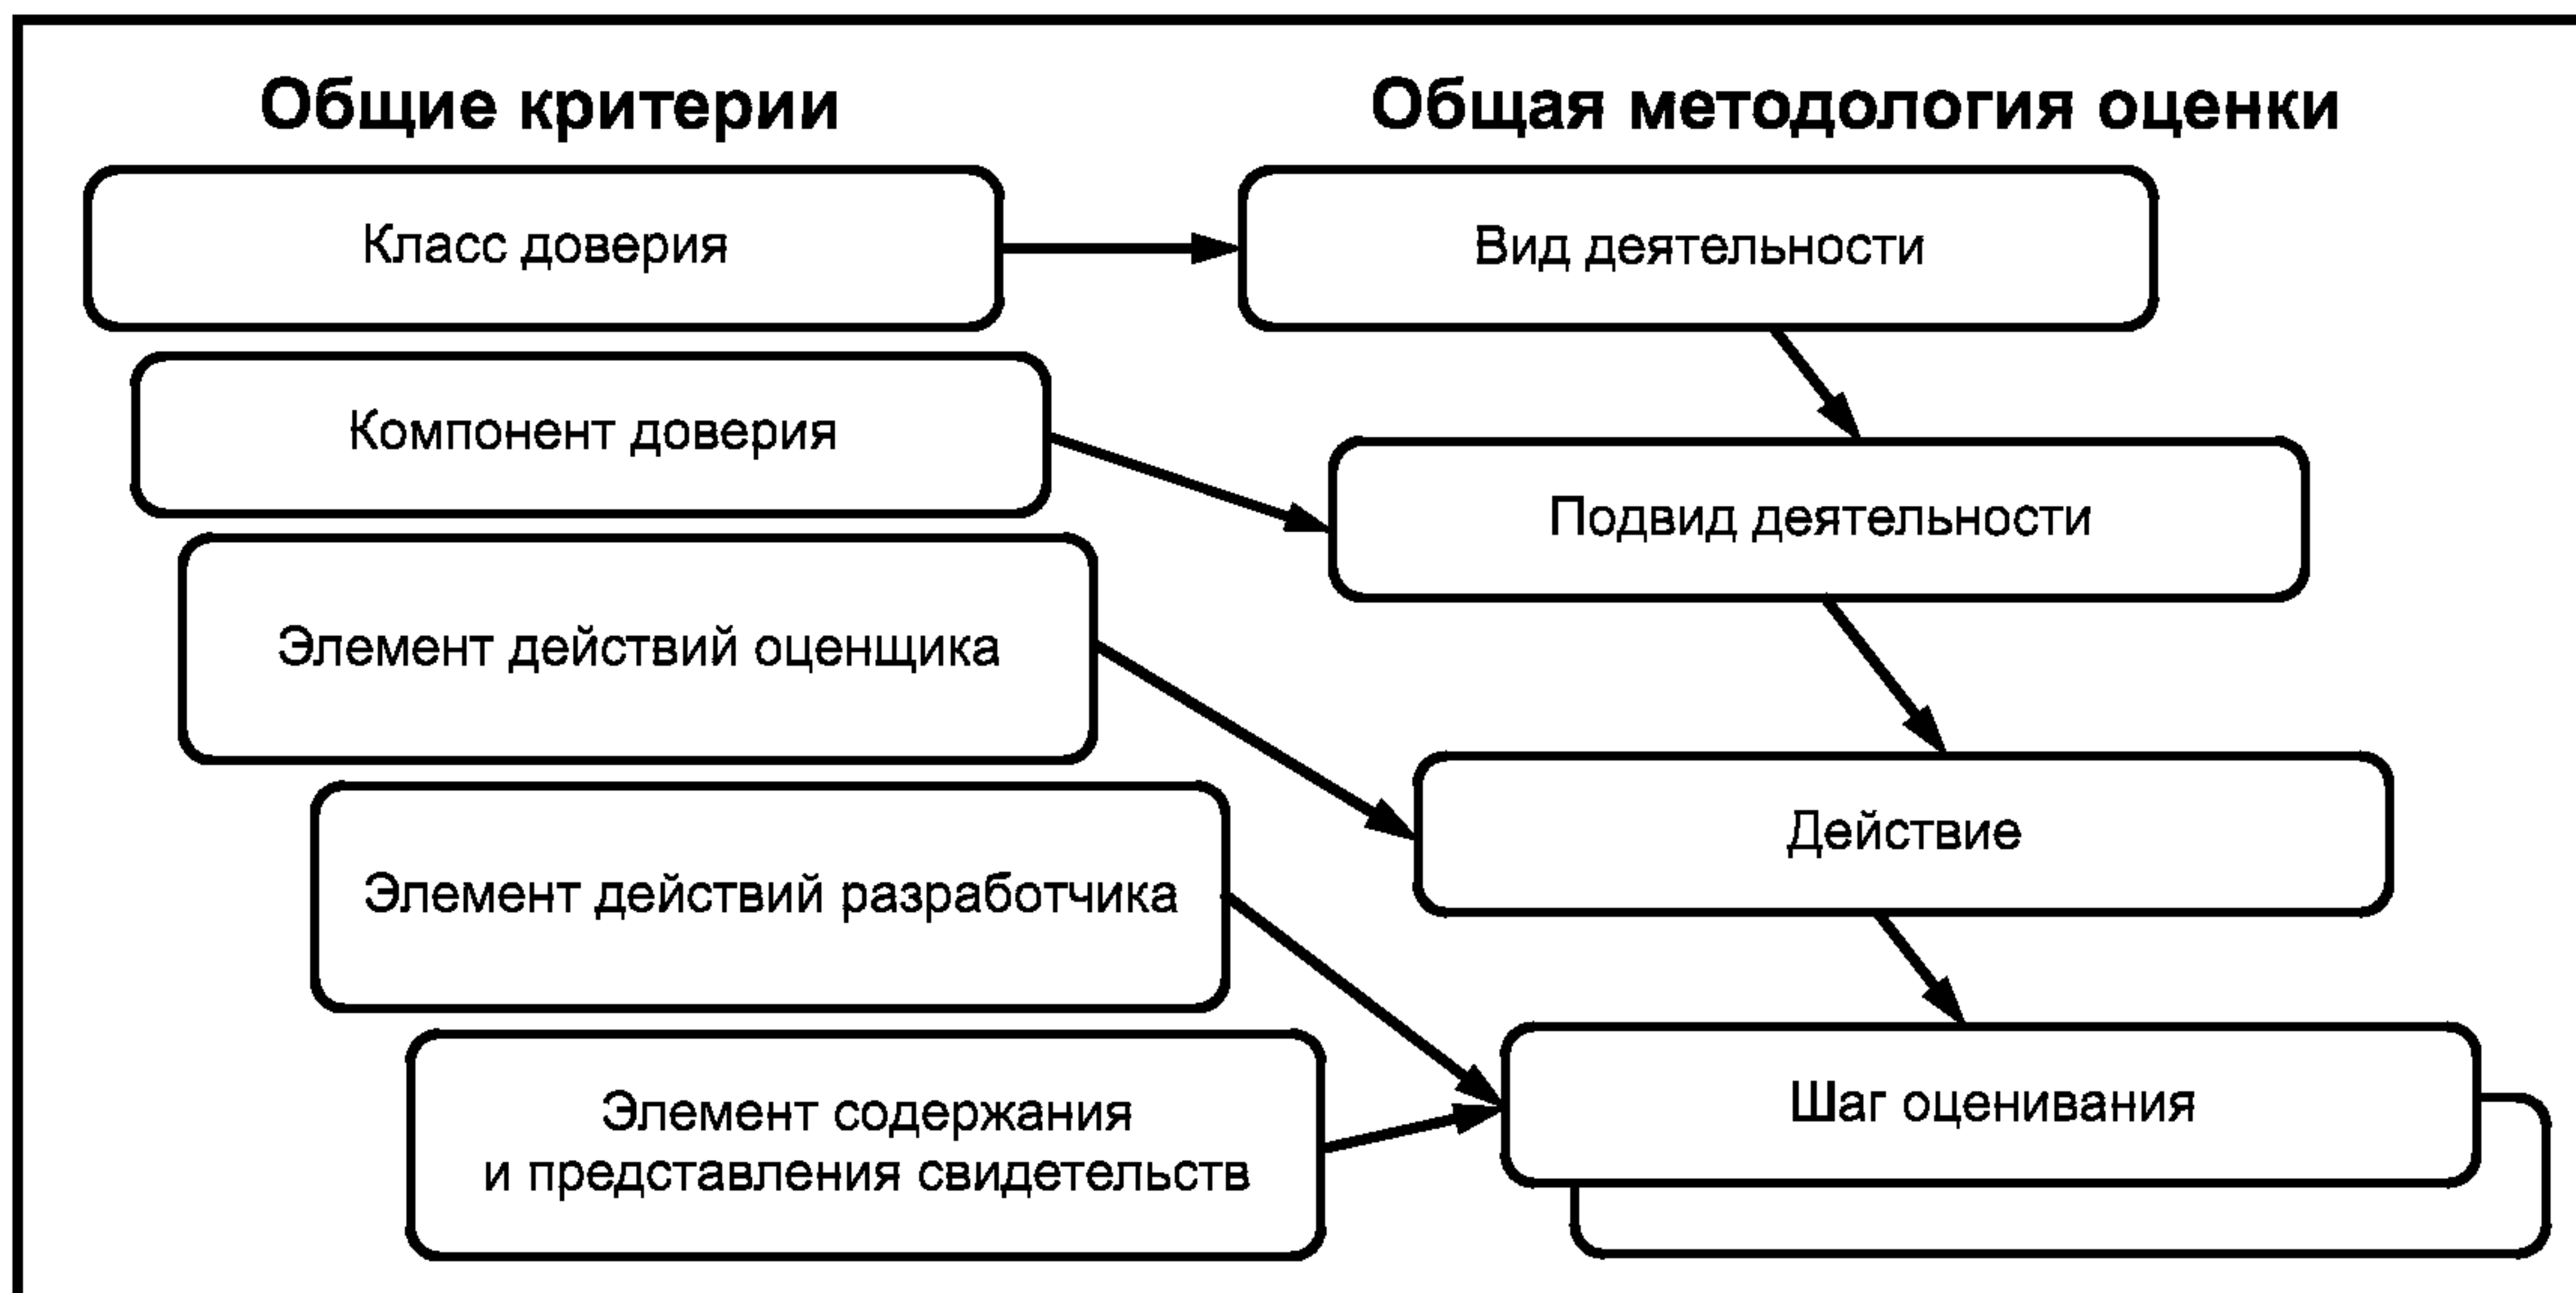 Общие критерии
Общая методология оценки
Класс доверия
Вид деятельности
Компонент доверия
Подвид деятельности
Элемент действий оценщика
Действие
Элемент действий разработчика
Шаг оценивания
Элемент содержания
и представления свидетельств